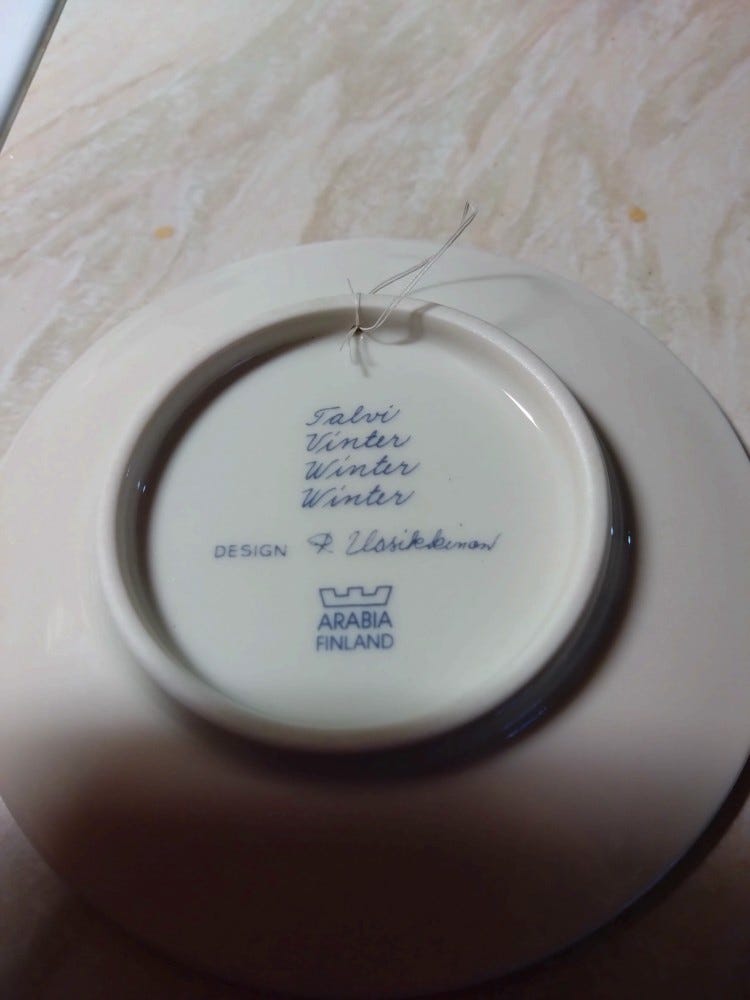 Talvi
Vinter
Winter
Winter
DESIGN R Uosikkinen
ARABIA
FINLAND